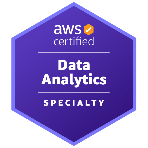 aws
certified
Data
Analytics
SPECIALTY